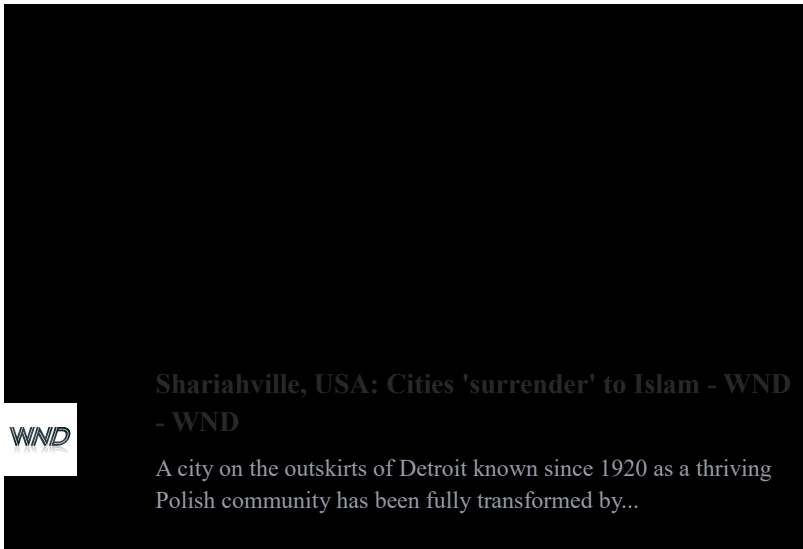 Shariahville, USA: Cities 'surrender' to Islam - WND
- WND
WND
A city on the outskirts of Detroit known since 1920 as a thriving
Polish community has been fully transformed by...